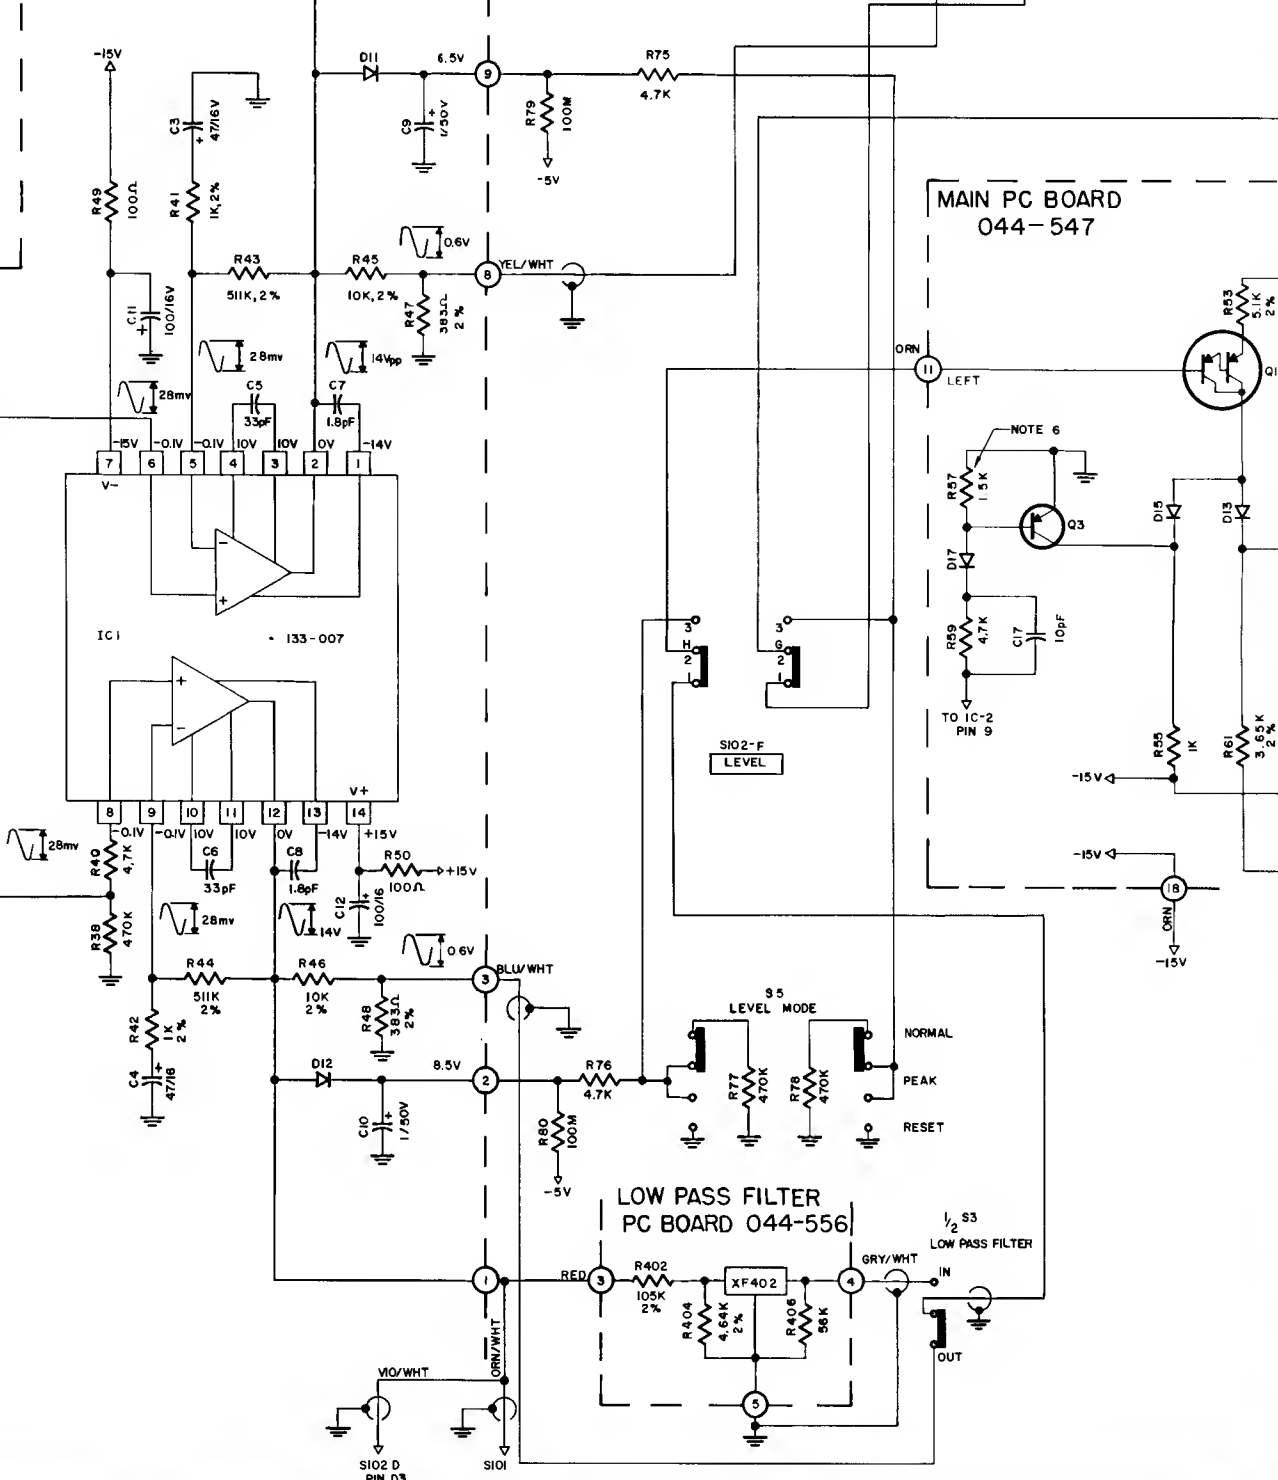 -15V
D11
6.5V
9
R75
4.7K
C3
47/16V
+
C9
1/50V
+
R79
100M
-5V
MAIN PC BOARD
044-547
R49
100Ω
R41
1K,2%
0.6V
R43
511K, 2%
R45
10K, 2%
8
YEL/WHT
R47
383Ω
2%
C11
100/16V
+
R53
5.1K
2%
28mv
14Vpp
28mv
C5
33pF
C7
1.8pF
ORN
11
LEFT
Q1
-15V
-0.1V
-0.1V
10V
10V
0V
-14V
7
6
5
4
3
2
1
V-
NOTE 6
R57
1.5K
Q3
D15
D13
D17
-
+
IC1
133-007
R59
4.7K
C17
10pF
3
H
2
1
3
G
2
1
TO IC-2
PIN 9
+
-
S102-F
LEVEL
R55
1K
R61
3.65K
2%
-15V
V+
8
9
10
11
12
13
14
-0.1V
-0.1V
10V
10V
0V
-14V
+15V
28mv
R40
4.7K
C6
33pF
C8
1.8pF
R50
100Ω
+15V
-15V
18
ORN
-15V
R38
470K
28mv
14V
C12
100/16
+
0.6V
R44
511K
2%
R46
10K
2%
3
BLU/WHT
R48
383Ω
2%
R42
1K
2%
C4
47/16
+
S5
LEVEL MODE
NORMAL
PEAK
RESET
D12
8.5V
2
R76
4.7K
R77
470K
R78
470K
C10
1/50V
+
R80
100M
-5V
LOW PASS FILTER
PC BOARD 044-556
1/2 S3
LOW PASS FILTER
1
RED
3
R402
105K
2%
XF402
4
GRY/WHT
IN
R404
4.64K
2%
R406
56K
OUT
5
VIO/WHT
ORN/WHT
S102 D
PIN D3
S101